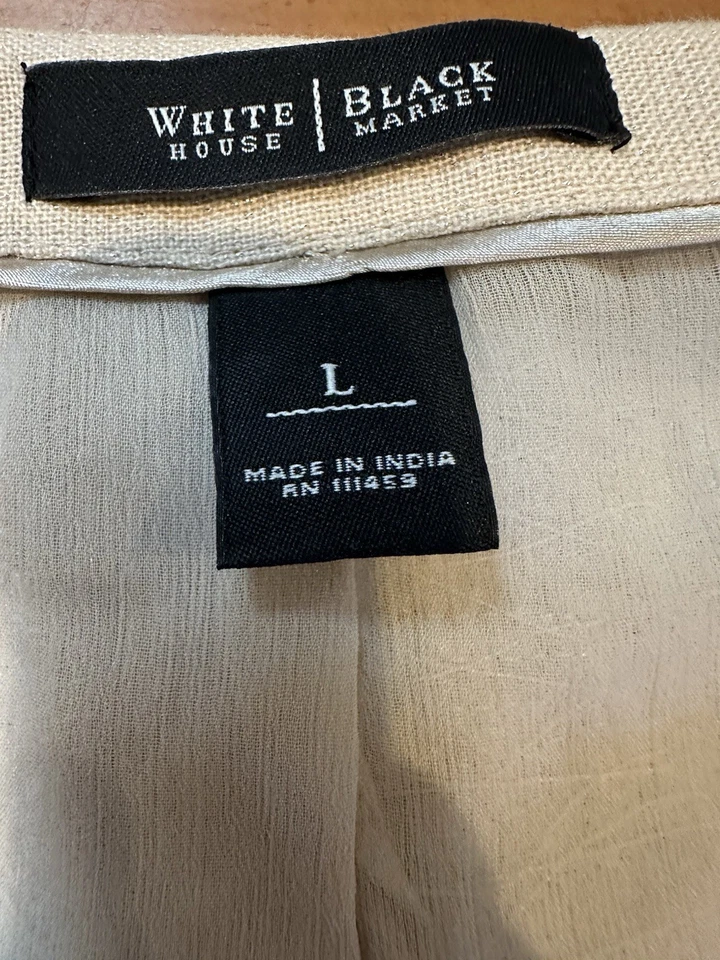 WHITE HOUSE | BLACK MARKET
L
MADE IN INDIA
RN 111459